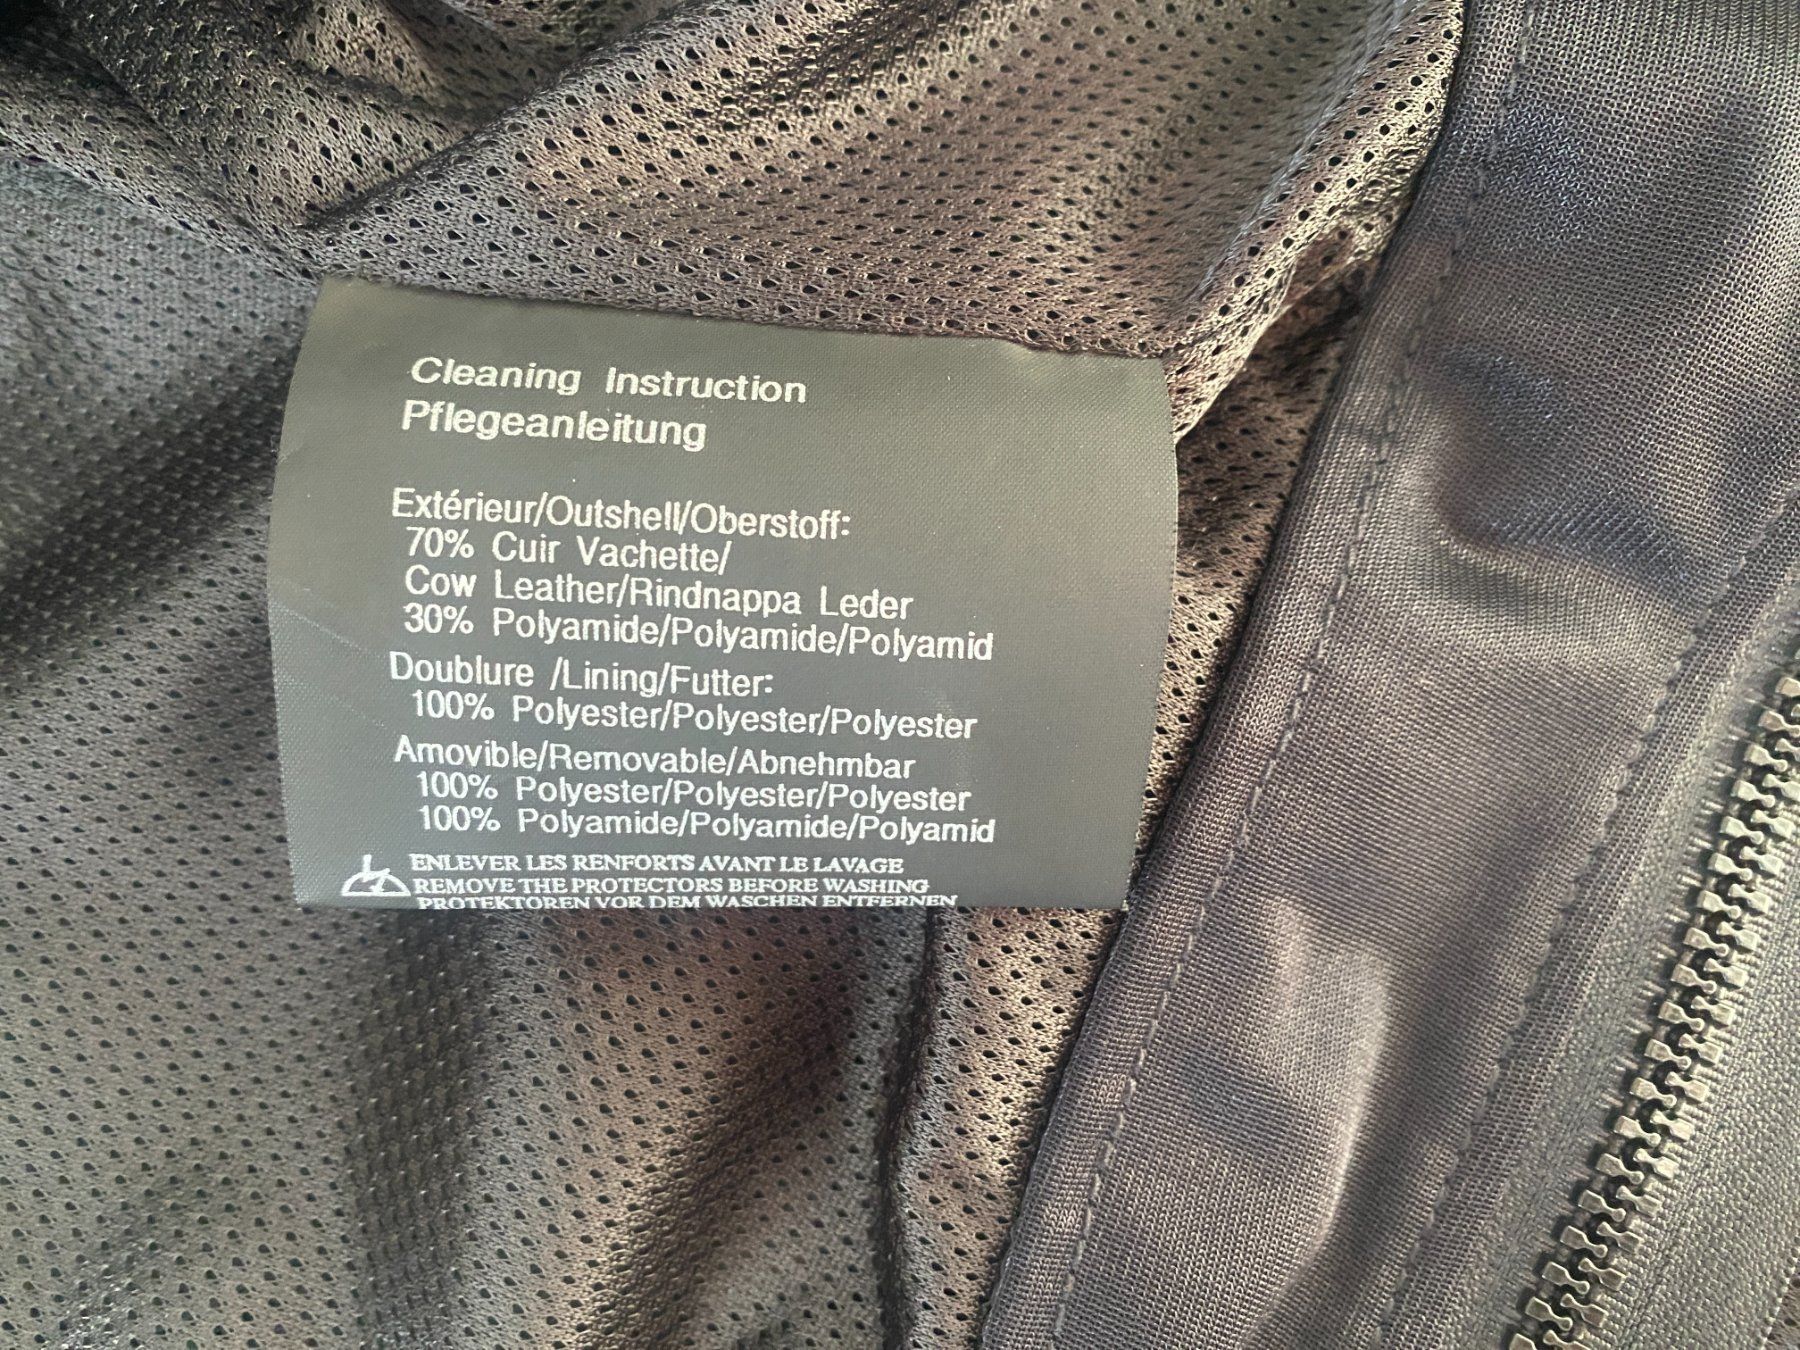 Cleaning Instruction
Pflegeanleitung
Extérieur/Outshell/Oberstoff:
70% Cuir Vachette/
Cow Leather/Rindnappa Leder
30% Polyamide/Polyamide/Polyamid
Doublure /Lining/Futter:
100% Polyester/Polyester/Polyester
Amovible/Removable/Abnehmbar
100% Polyester/Polyester/Polyester
100% Polyamide/Polyamide/Polyamid
ENLEVER LES RENFORTS AVANT LE LAVAGE
REMOVE THE PROTECTORS BEFORE WASHING
PROTEKTOREN VOR DEM WASCHEN ENTFERNEN